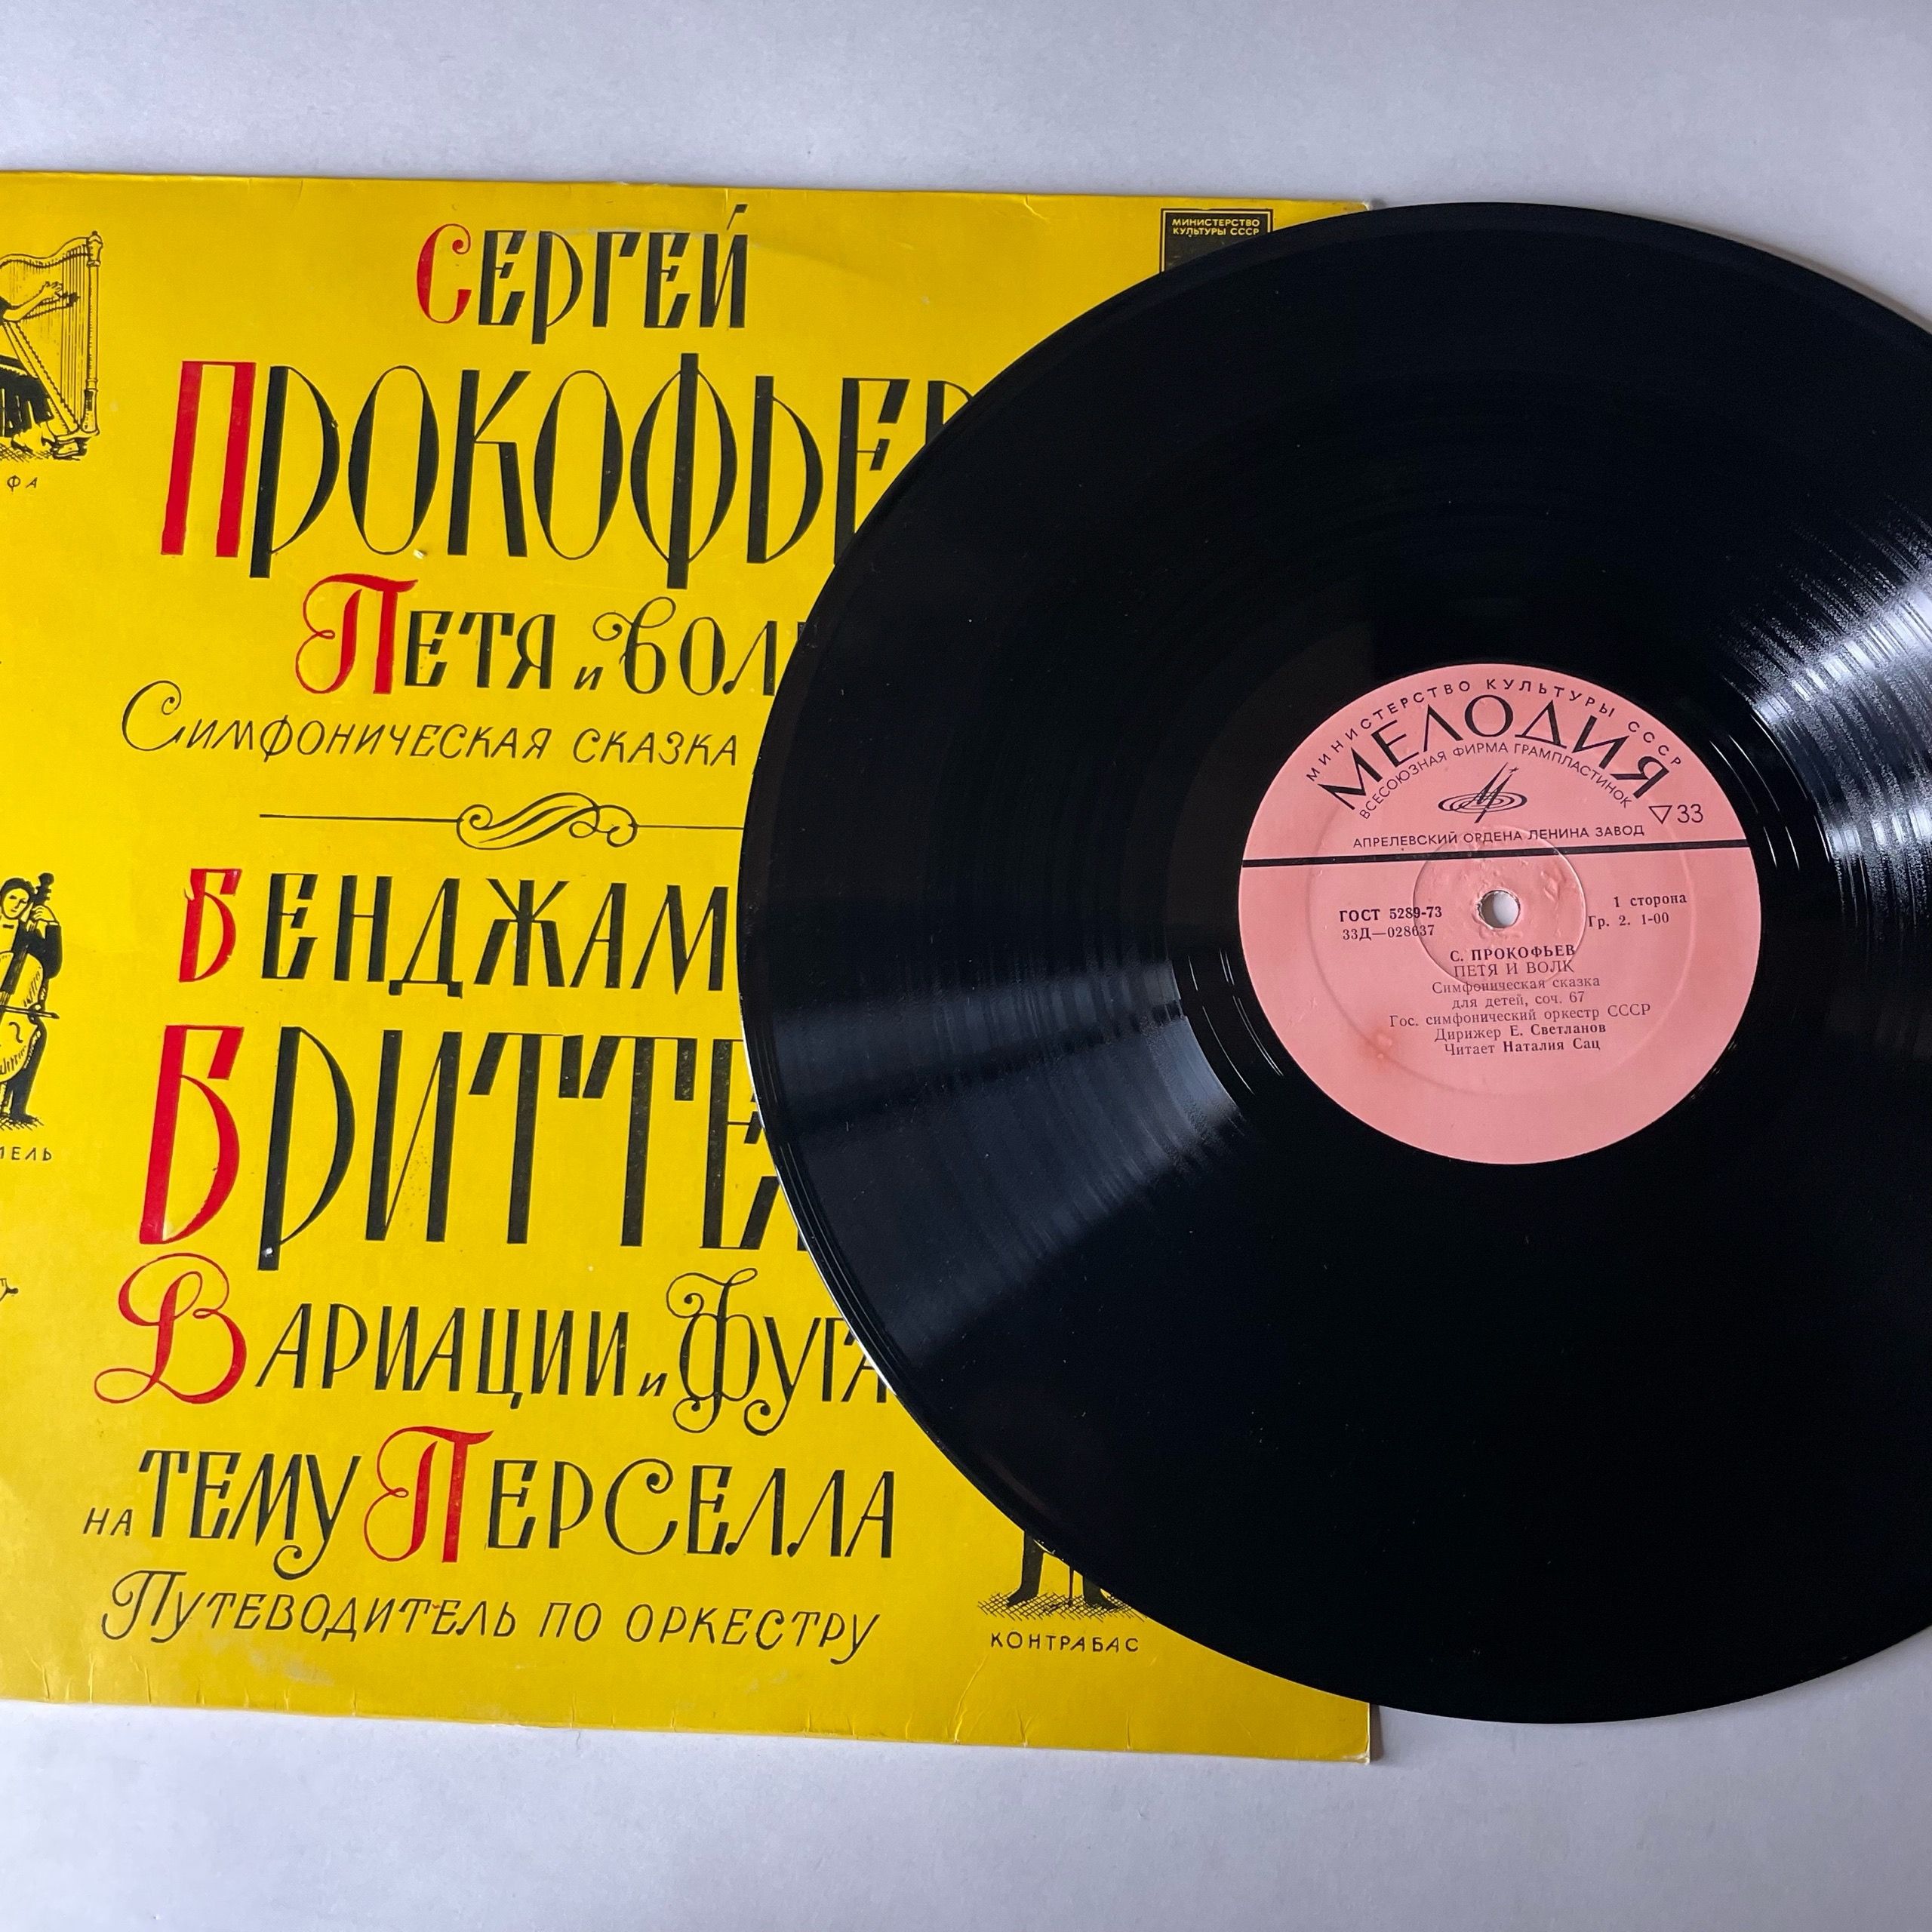 МИНИСТЕРСТВО
КУЛЬТУРЫ СССР
СЕРГЕЙ
ПРОКОФЬЕВ
ФА
ПЕТЯ И ВОЛ
СИМФОНИЧЕСКАЯ СКАЗКА
БЕНДЖАМ
БРИТТЕ
ЕЛЬ
ВАРИАЦИИ И ФУГА
НА ТЕМУ ПЕРСЕЛЛА
ПУТЕВОДИТЕЛЬ ПО ОРКЕСТРУ
КОНТРАБАС
МИНИСТЕРСТВО КУЛЬТУРЫ СССР
МЕЛОДИЯ
ВСЕСОЮЗНАЯ ФИРМА ГРАМПЛАСТИНОК
33
АПРЕЛЕВСКИЙ ОРДЕНА ЛЕНИНА ЗАВОД
ГОСТ 5289-73
33Д—028637
1 сторона
Гр. 2. 1-00
С. ПРОКОФЬЕВ
ПЕТЯ И ВОЛК
Симфоническая сказка
для детей, соч. 67
Гос. симфонический оркестр СССР
Дирижер Е. Светланов
Читает Наталия Сац